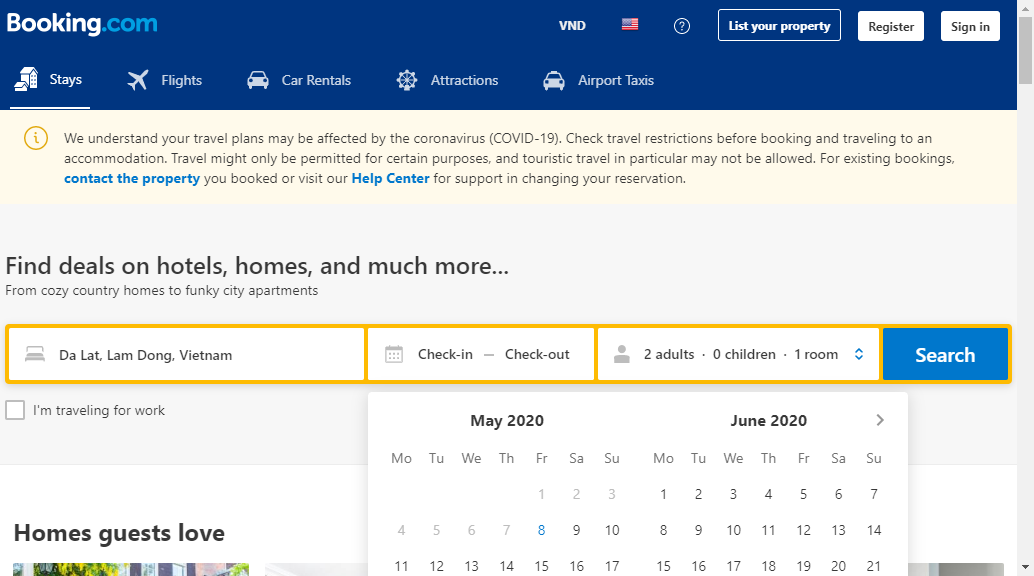 Booking.com
VND
List your property
Register
Sign in
Stays
Flights
Car Rentals
Attractions
Airport Taxis
We understand your travel plans may be affected by the coronavirus (COVID-19). Check travel restrictions before booking and traveling to an
accommodation. Travel might only be permitted for certain purposes, and touristic travel in particular may not be allowed. For existing bookings,
contact the property you booked or visit our Help Center for support in changing your reservation.
Find deals on hotels, homes, and much more...
From cozy country homes to funky city apartments
Da Lat, Lam Dong, Vietnam
Check-in — Check-out
2 adults · 0 children · 1 room
Search
I'm traveling for work
May 2020
Mo Tu We Th Fr Sa Su
1 2 3
4 5 6 7 8 9 10
11 12 13 14 15 16 17
June 2020
Mo Tu We Th Fr Sa Su
1 2 3 4 5 6 7
8 9 10 11 12 13 14
15 16 17 18 19 20 21
Homes guests love